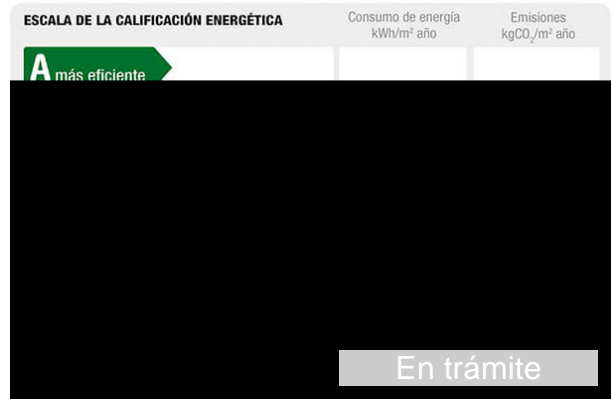 ESCALA DE LA CALIFICACIÓN ENERGÉTICA
Consumo de energía
kWh/m² año
Emisiones
kgCO₂/m² año
A más eficiente
En trámite